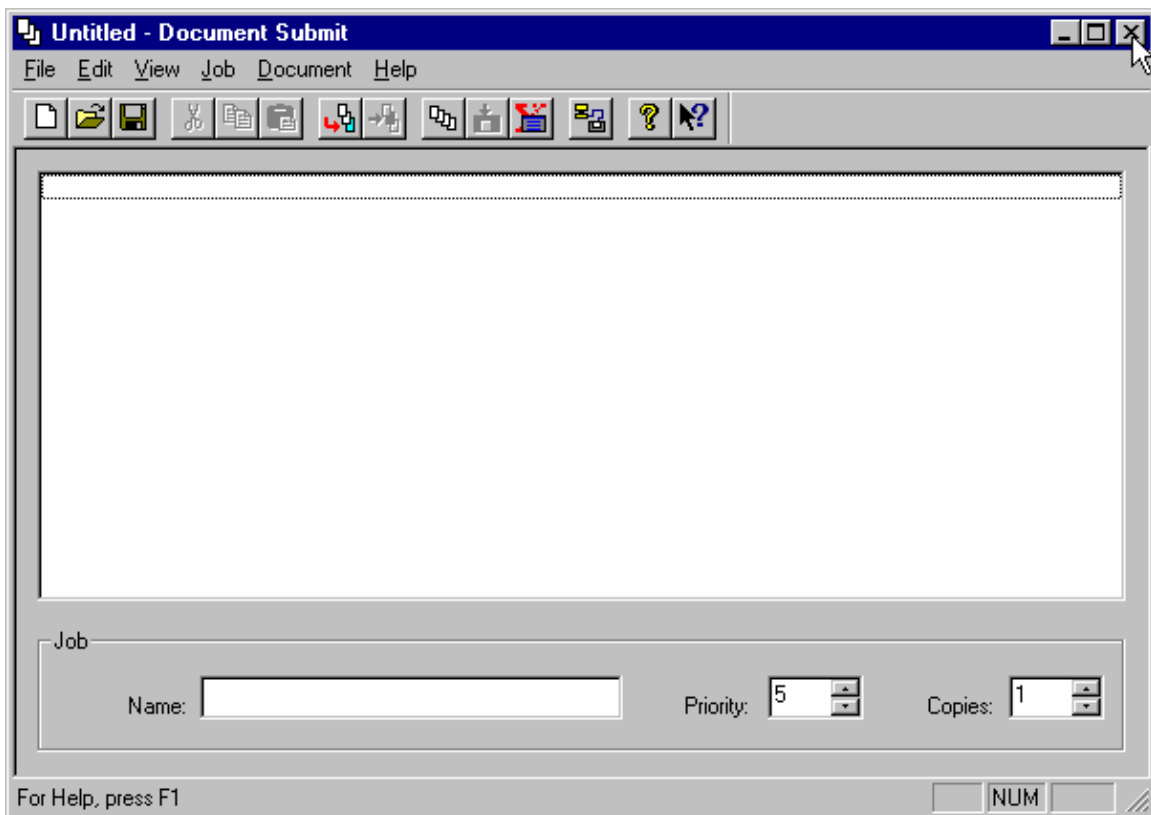 Untitled - Document Submit
File Edit View Job Document Help
Job
Name: Priority: 5 Copies: 1
For Help, press F1 NUM